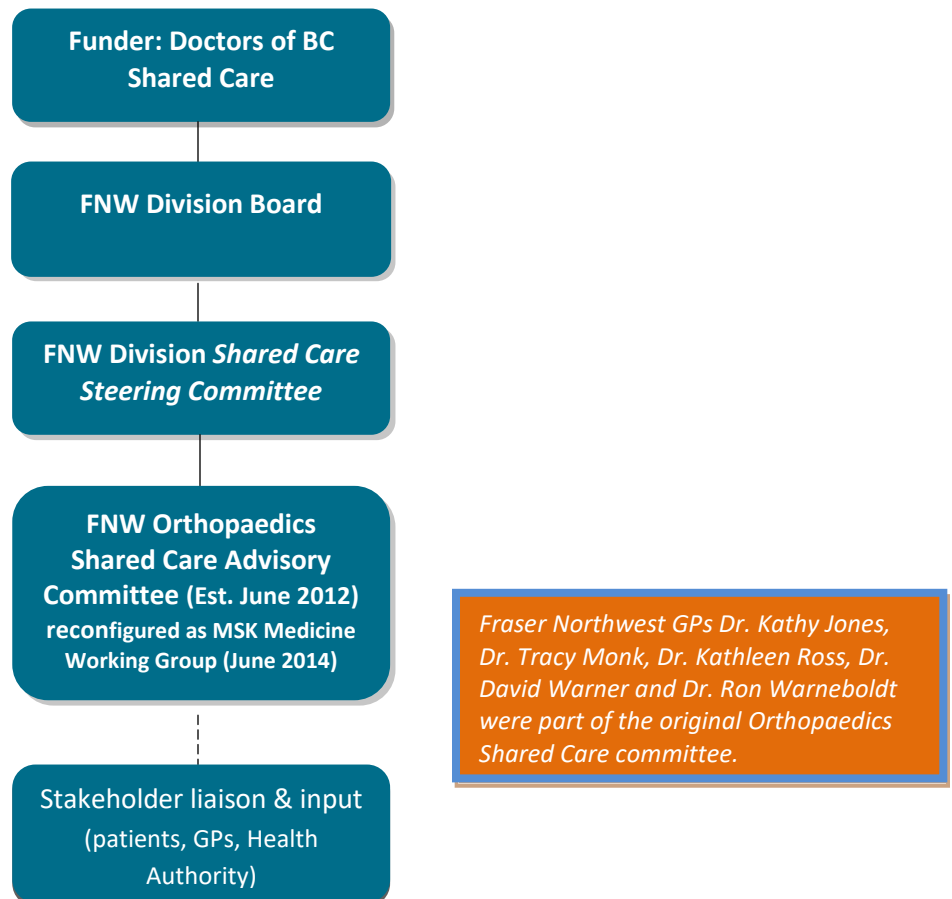 Funder: Doctors of BC
Shared Care
FNW Division Board
FNW Division Shared Care
Steering Committee
FNW Orthopaedics
Shared Care Advisory
Committee (Est. June 2012)
reconfigured as MSK Medicine
Working Group (June 2014)
Fraser Northwest GPs Dr. Kathy Jones,
Dr. Tracy Monk, Dr. Kathleen Ross, Dr.
David Warner and Dr. Ron Warneboldt
were part of the original Orthopaedics
Shared Care committee.
Stakeholder liaison & input
(patients, GPs, Health
Authority)